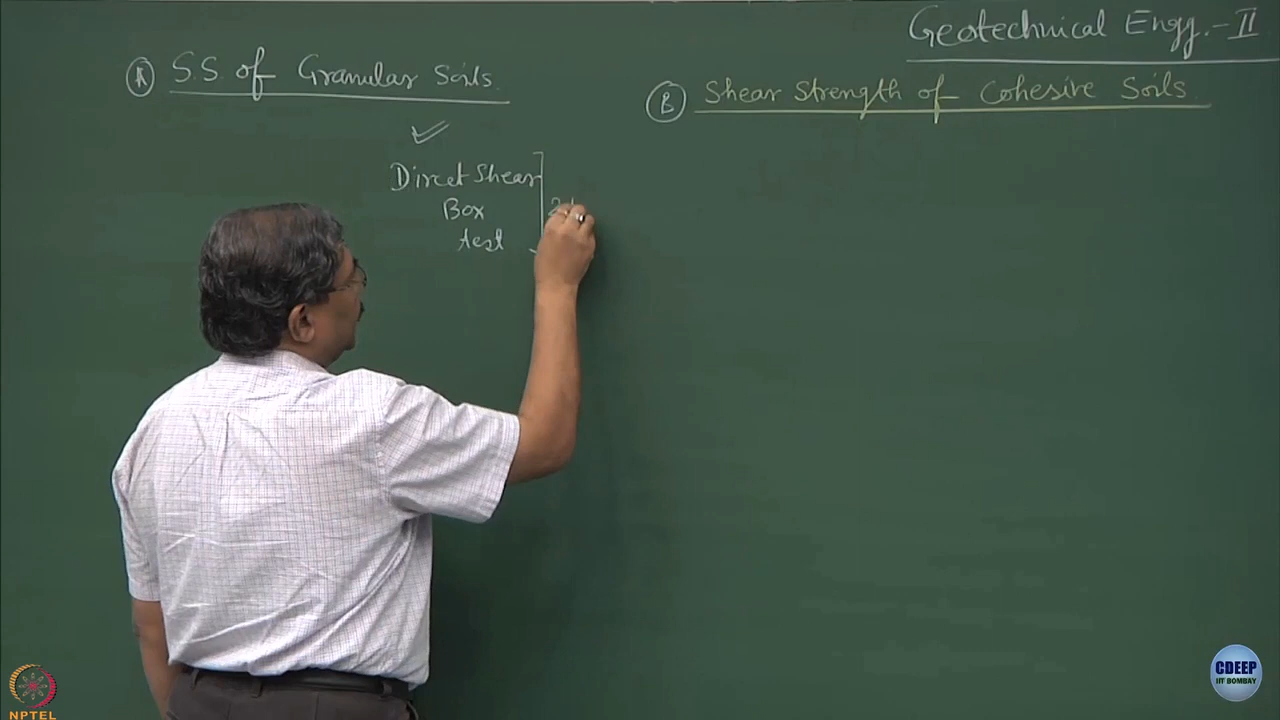 Geotechnical Engg.-II
(A) S.S of Granular Soils.
(B) Shear Strength of Cohesive Soils
Direct Shear
Box
test
NPTEL
CDEEP
IIT BOMBAY